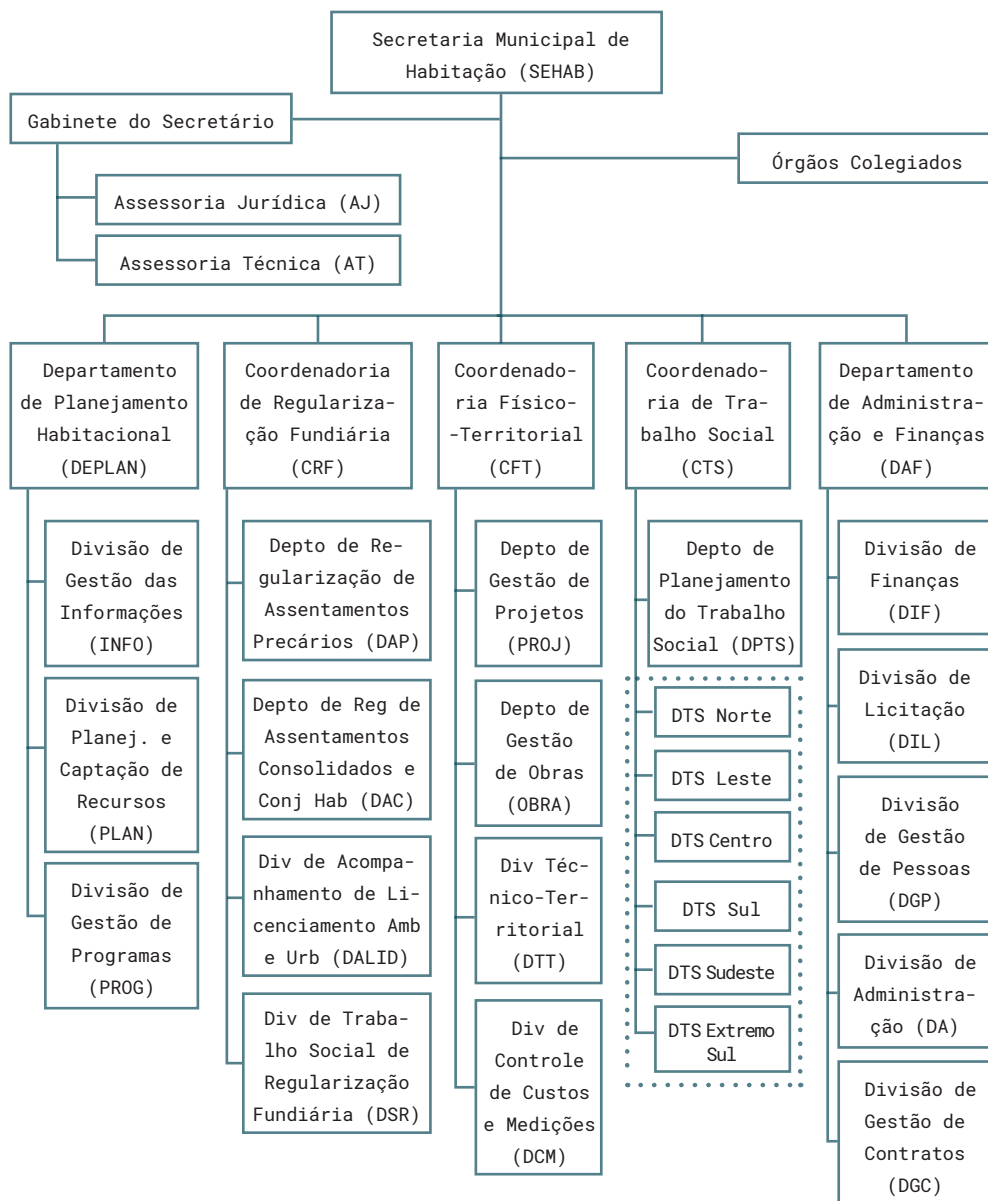 Secretaria Municipal de
Habitação (SEHAB)
Gabinete do Secretário
Órgãos Colegiados
Assessoria Jurídica (AJ)
Assessoria Técnica (AT)
Departamento
de Planejamento
Habitacional
(DEPLAN)
Divisão de
Gestão das
Informações
(INFO)
Divisão de
Planej. e
Captação de
Recursos
(PLAN)
Divisão de
Gestão de
Programas
(PROG)
Coordenadoria
de Regulariza-
ção Fundiária
(CRF)
Depto de Re-
gularização de
Assentamentos
Precários (DAP)
Depto de Reg de
Assentamentos
Consolidados e
Conj Hab (DAC)
Div de Acompa-
nhamento de Li-
cenciamento Amb
e Urb (DALID)
Div de Traba-
lho Social de
Regularização
Fundiária (DSR)
Coordenado-
ria Físico-
-Territorial
(CFT)
Depto de
Gestão de
Projetos
(PROJ)
Depto de
Gestão
de Obras
(OBRA)
Div Téc-
nico-Ter-
ritorial
(DTT)
Div de
Controle
de Custos
e Medições
(DCM)
Coordenado-
ria de Tra-
balho Social
(CTS)
Depto de
Planejamento
do Trabalho
Social (DPTS)
DTS Norte
DTS Leste
DTS Centro
DTS Sul
DTS Sudeste
DTS Extremo
Sul
Departamento
de Administra-
ção e Finanças
(DAF)
Divisão de
Finanças
(DIF)
Divisão de
Licitação
(DIL)
Divisão
de Gestão
de Pessoas
(DGP)
Divisão de
Administra-
ção (DA)
Divisão de
Gestão de
Contratos
(DGC)